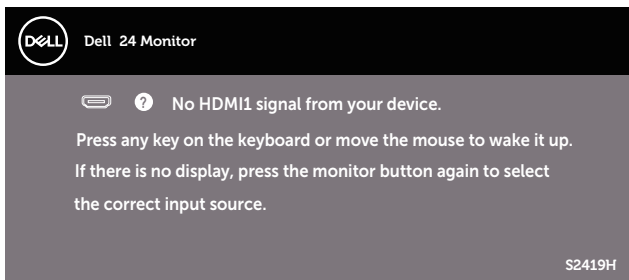 DELL
Dell 24 Monitor
? No HDMI1 signal from your device.
Press any key on the keyboard or move the mouse to wake it up.
If there is no display, press the monitor button again to select
the correct input source.
S2419H